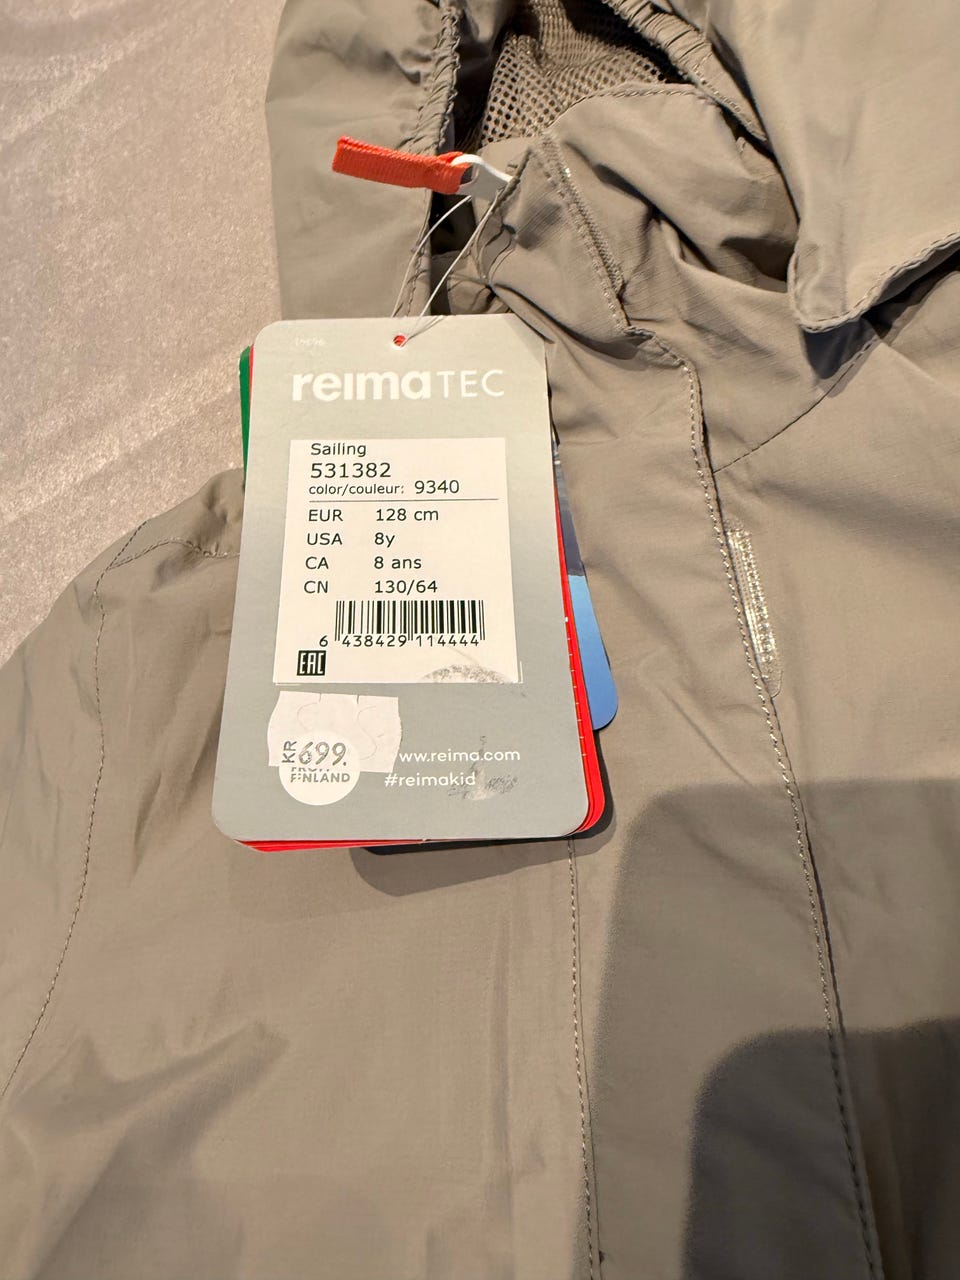 reimaTEC
Sailing
531382
color/couleur: 9340
EUR 128 cm
USA 8y
CA 8 ans
CN 130/64
6 438429 114444
EAC
KR 699.
FINLAND
ww.reima.com
#reimakid